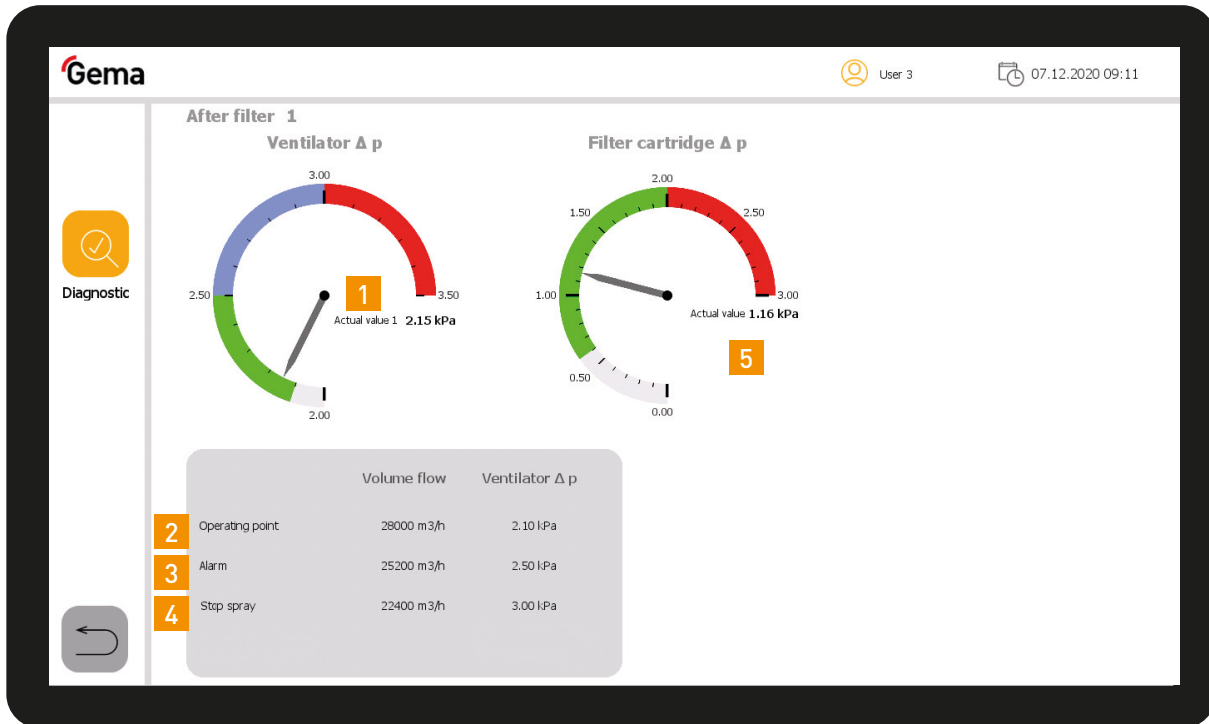 Gema
User 3
07.12.2020 09:11
After filter 1
Ventilator Δ p
Filter cartridge Δ p
3.00
2.50
3.50
2.00
1
Actual value 1 2.15 kPa
2.00
1.50
2.50
1.00
3.00
0.50
0.00
Actual value 1.16 kPa
5
Diagnostic
Volume flow Ventilator Δ p
2 Operating point 28000 m3/h 2.10 kPa
3 Alarm 25200 m3/h 2.50 kPa
4 Stop spray 22400 m3/h 3.00 kPa